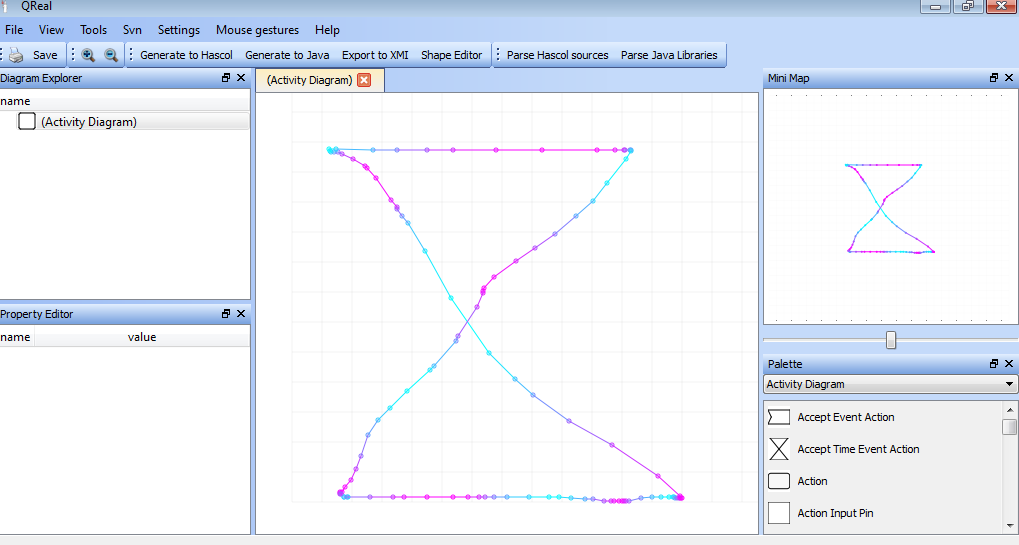 QReal
File View Tools Svn Settings Mouse gestures Help
Save Generate to Hascol Generate to Java Export to XMI Shape Editor Parse Hascol sources Parse Java Libraries
Diagram Explorer
name
(Activity Diagram)
Property Editor
name value
(Activity Diagram)
Mini Map
Palette
Activity Diagram
Accept Event Action
Accept Time Event Action
Action
Action Input Pin